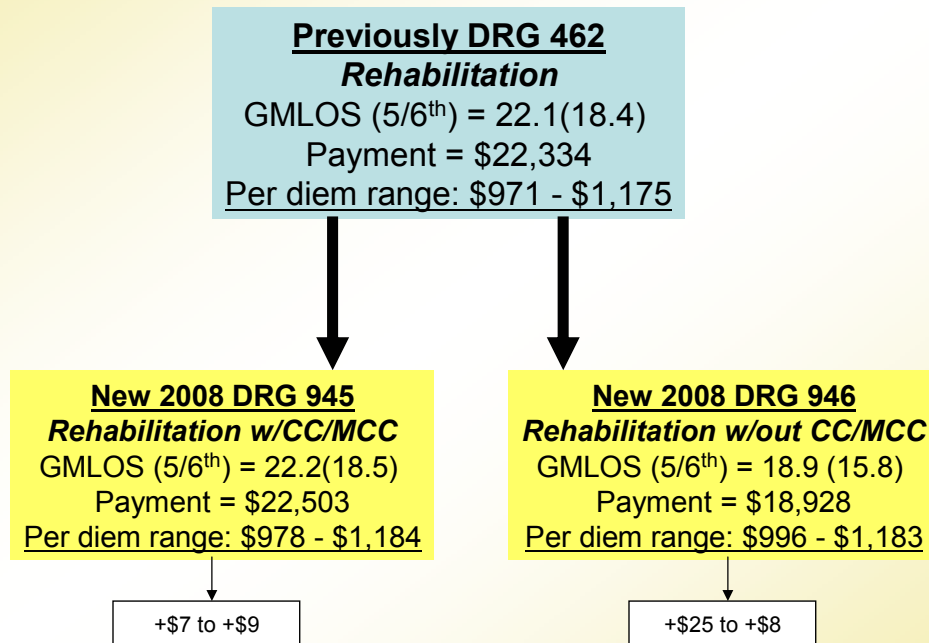 Previously DRG 462
Rehabilitation
GMLOS (5/6th) = 22.1(18.4)
Payment = $22,334
Per diem range: $971 - $1,175
New 2008 DRG 945
Rehabilitation w/CC/MCC
GMLOS (5/6th) = 22.2(18.5)
Payment = $22,503
Per diem range: $978 - $1,184
New 2008 DRG 946
Rehabilitation w/out CC/MCC
GMLOS (5/6th) = 18.9 (15.8)
Payment = $18,928
Per diem range: $996 - $1,183
+$7 to +$9
+$25 to +$8